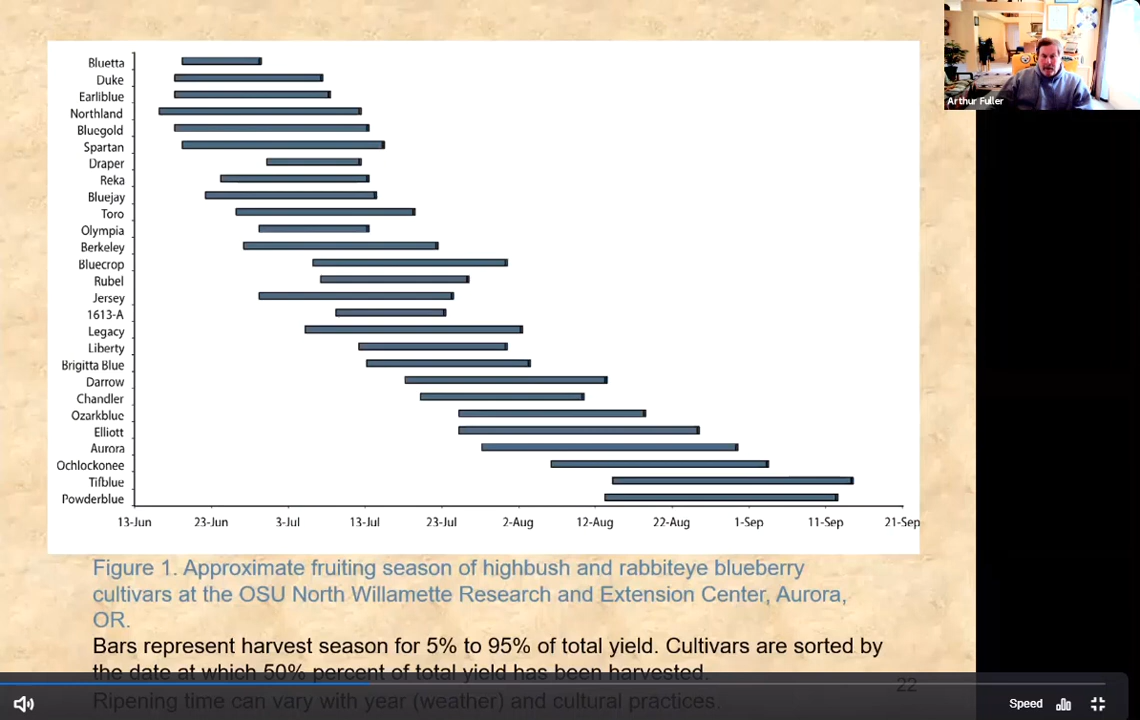 Arthur Fuller
Bluetta
Duke
Earliblue
Northland
Bluegold
Spartan
Draper
Reka
Bluejay
Toro
Olympia
Berkeley
Bluecrop
Rubel
Jersey
1613-A
Legacy
Liberty
Brigitta Blue
Darrow
Chandler
Ozarkblue
Elliott
Aurora
Ochlockonee
Tifblue
Powderblue
13-Jun 23-Jun 3-Jul 13-Jul 23-Jul 2-Aug 12-Aug 22-Aug 1-Sep 11-Sep 21-Sep
Figure 1. Approximate fruiting season of highbush and rabbiteye blueberry
cultivars at the OSU North Willamette Research and Extension Center, Aurora,
OR.
Bars represent harvest season for 5% to 95% of total yield. Cultivars are sorted by
the date at which 50% percent of total yield has been harvested.
22
Ripening time can vary with year (weather) and cultural practices.
Speed